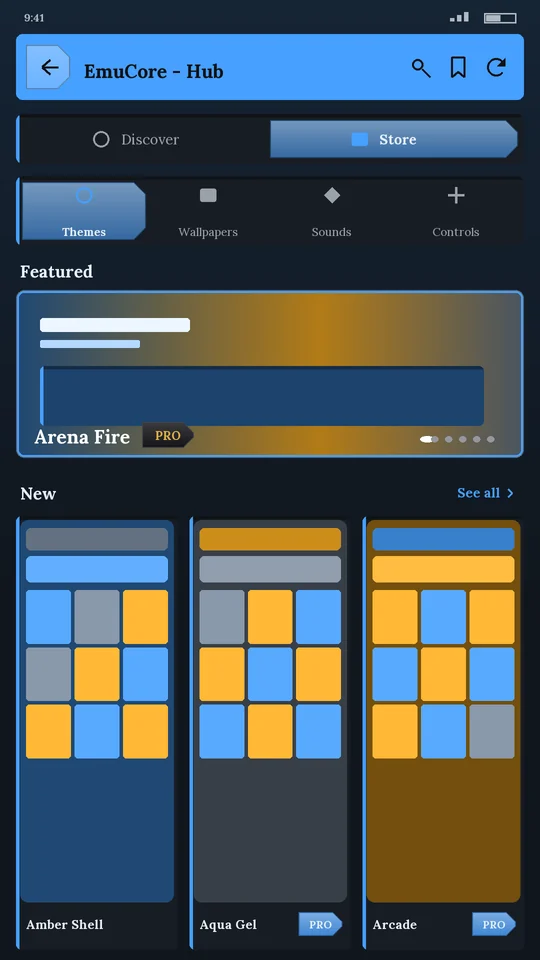 9:41
EmuCore - Hub
Discover
Store
Themes
Wallpapers
Sounds
Controls
Featured
Arena Fire
PRO
New
See all
Amber Shell
Aqua Gel
PRO
Arcade
PRO